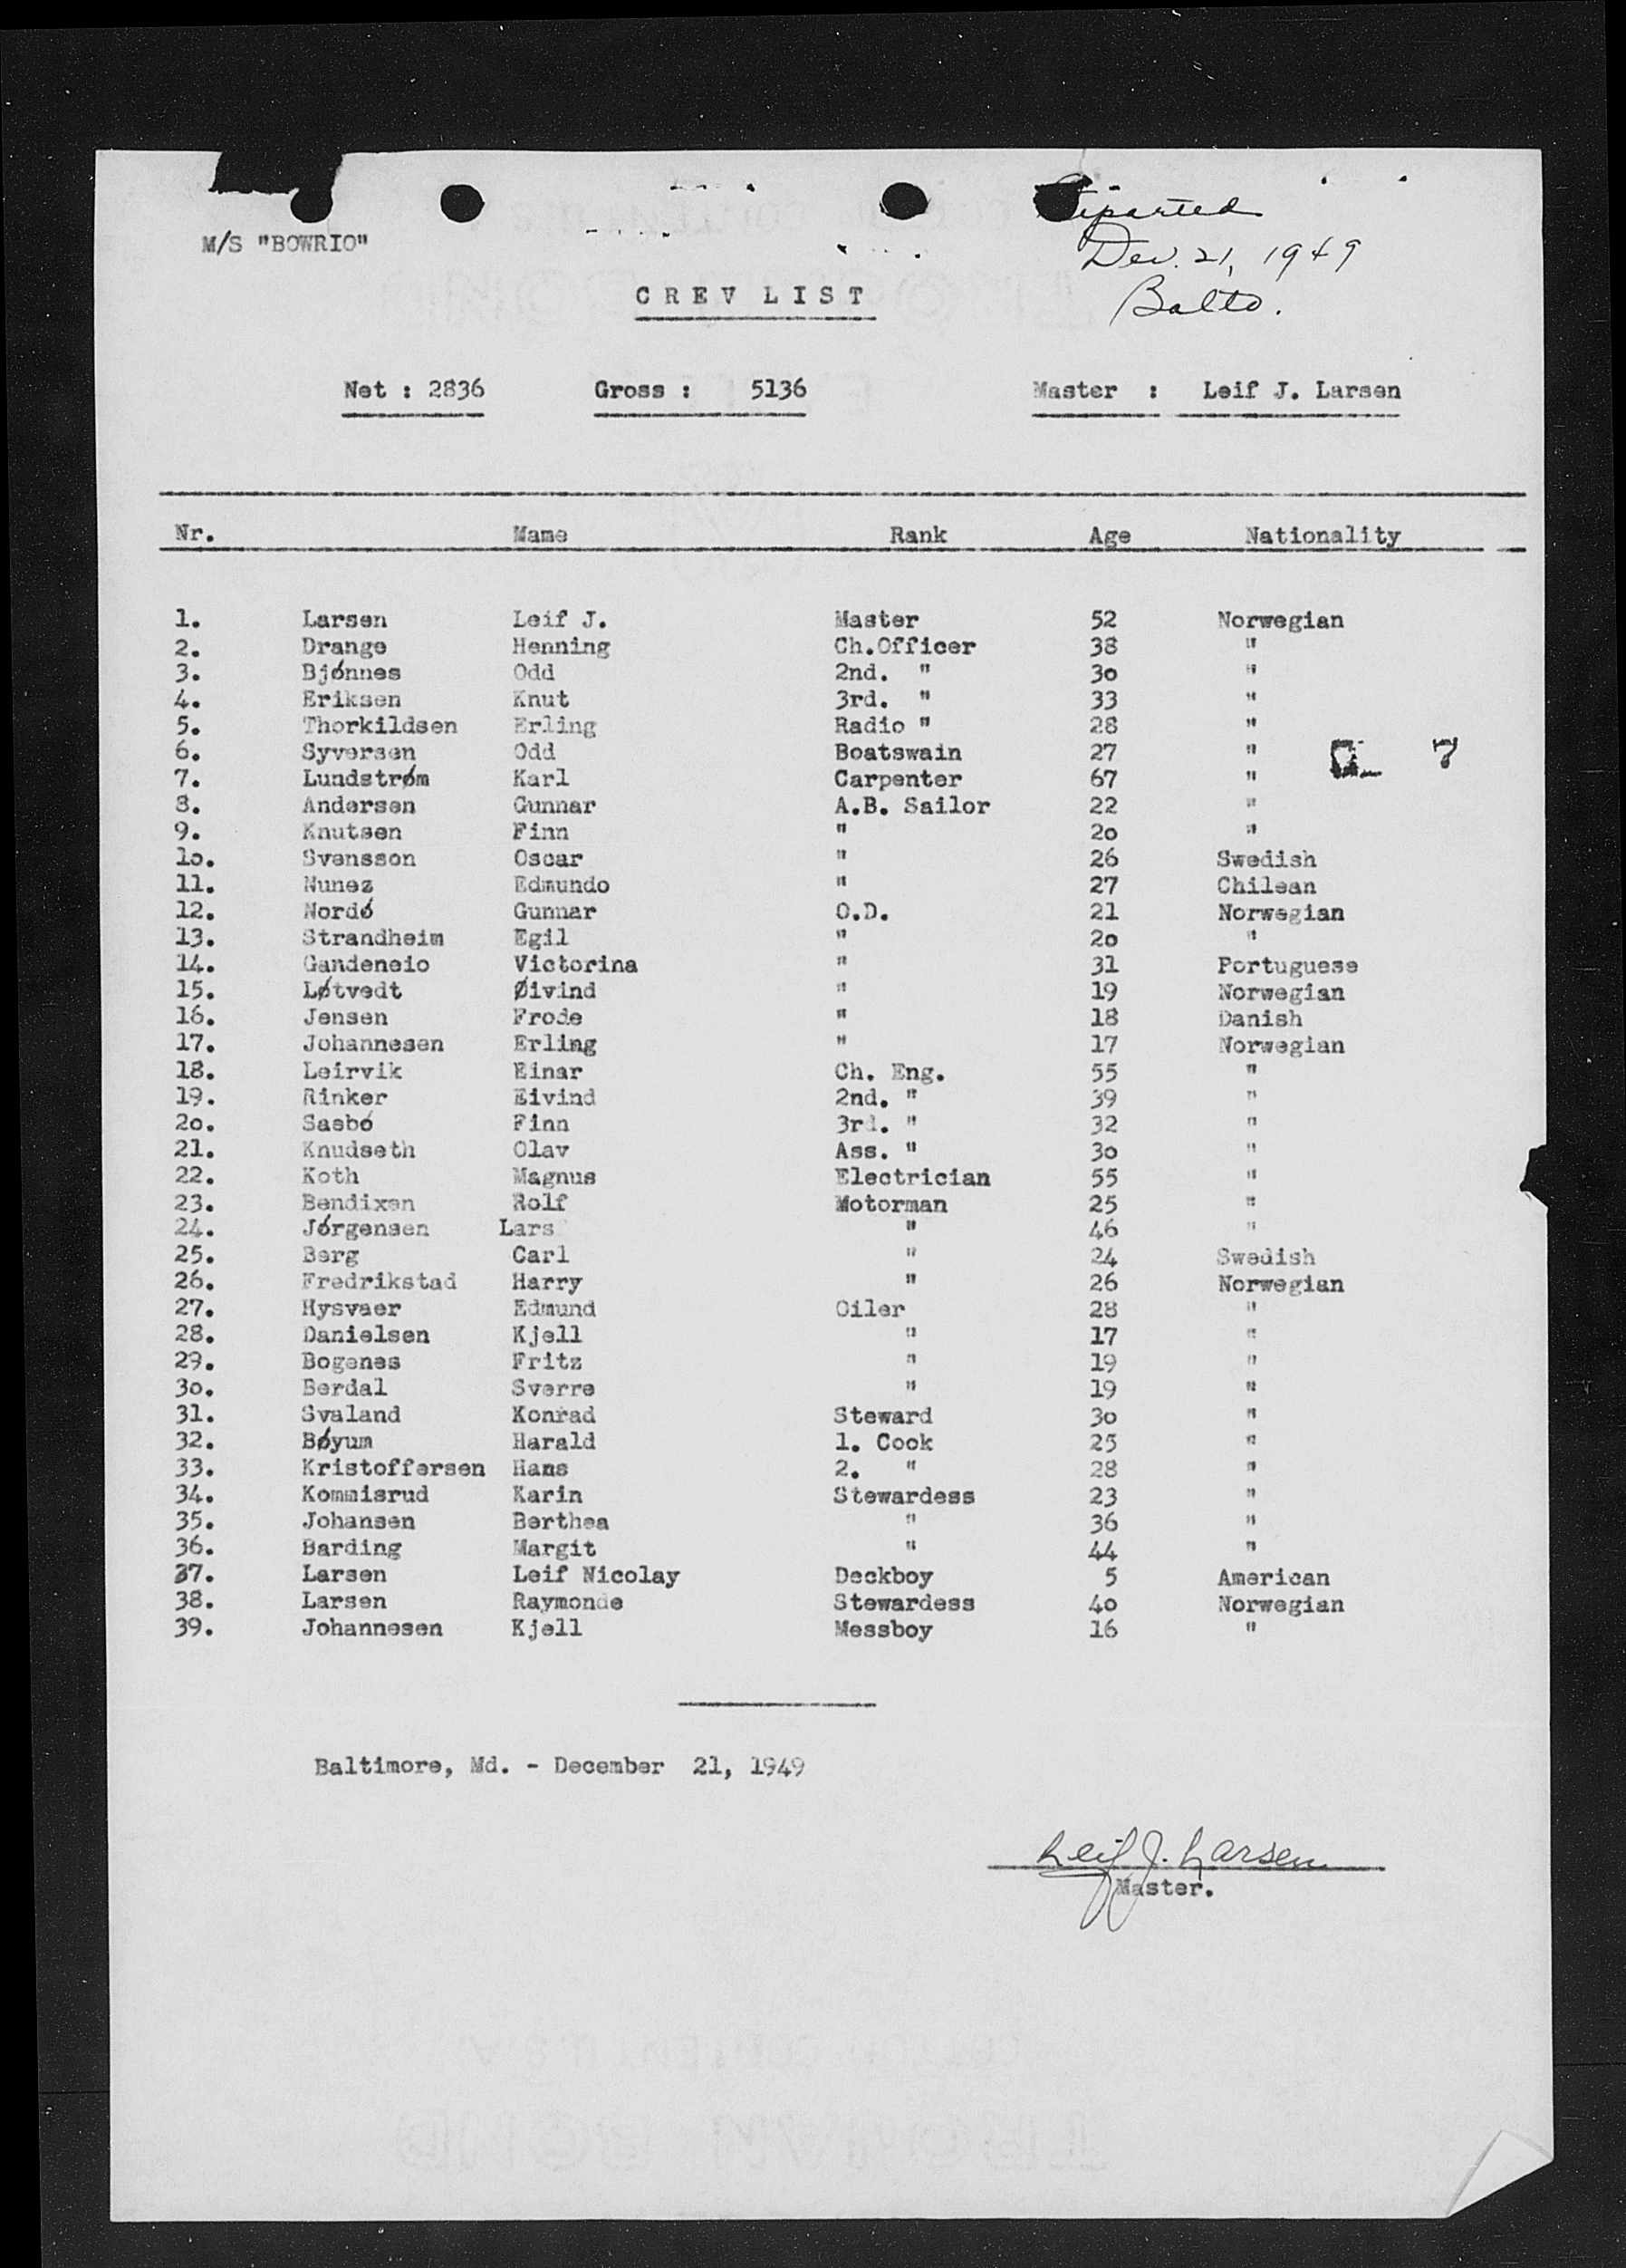 Departed
M/S "BOWRIO"
Dec. 21, 1949
CREV LIST
Balto.
Net : 2836 Gross : 5136 Master : Leif J. Larsen
Nr. Mame Rank Age Nationality
1. Larsen Leif J. Master 52 Norwegian
2. Drange Henning Ch.Officer 38 "
3. Bjónnes Odd 2nd. " 3o "
4. Eriksen Knut 3rd. " 33 "
5. Thorkildsen Erling Radio " 28 "
6. Syversen Odd Boatswain 27 " 7
7. Lundstrøm Karl Carpenter 67 "
8. Andersen Gunnar A.B. Sailor 22 "
9. Knutsen Finn " 2o "
1o. Svensson Oscar " 26 Swedish
11. Nunez Edmundo " 27 Chilean
12. Nordó Gunnar O.D. 21 Norwegian
13. Strandheim Egil " 2o "
14. Gandeneio Victorina " 31 Portuguese
15. Løtvedt Øivind " 19 Norwegian
16. Jensen Frode " 18 Danish
17. Johannesen Erling " 17 Norwegian
18. Leirvik Einar Ch. Eng. 55 "
19. Rinker Eivind 2nd. " 39 "
2o. Saebó Finn 3rd. " 32 "
21. Knudseth Olav Ass. " 3o "
22. Koth Magnus Electrician 55 "
23. Bendixen Rolf Motorman 25 "
24. Jórgensen Lars " 46 "
25. Berg Carl " 24 Swedish
26. Fredrikstad Harry " 26 Norwegian
27. Hysvaer Edmund Oiler 28 "
28. Danielsen Kjell " 17 "
29. Bogenes Fritz " 19 "
3o. Berdal Sverre " 19 "
31. Svaland Konrad Steward 3o "
32. Bøyum Harald 1. Cook 25 "
33. Kristoffersen Hans 2. " 28 "
34. Kommisrud Karin Stewardess 23 "
35. Johansen Berthea " 36 "
36. Barding Margit " 44 "
37. Larsen Leif Nicolay Deckboy 5 American
38. Larsen Raymonde Stewardess 4o Norwegian
39. Johannesen Kjell Messboy 16 "
Baltimore, Md. - December 21, 1949
Leif J. Larsen
Master.